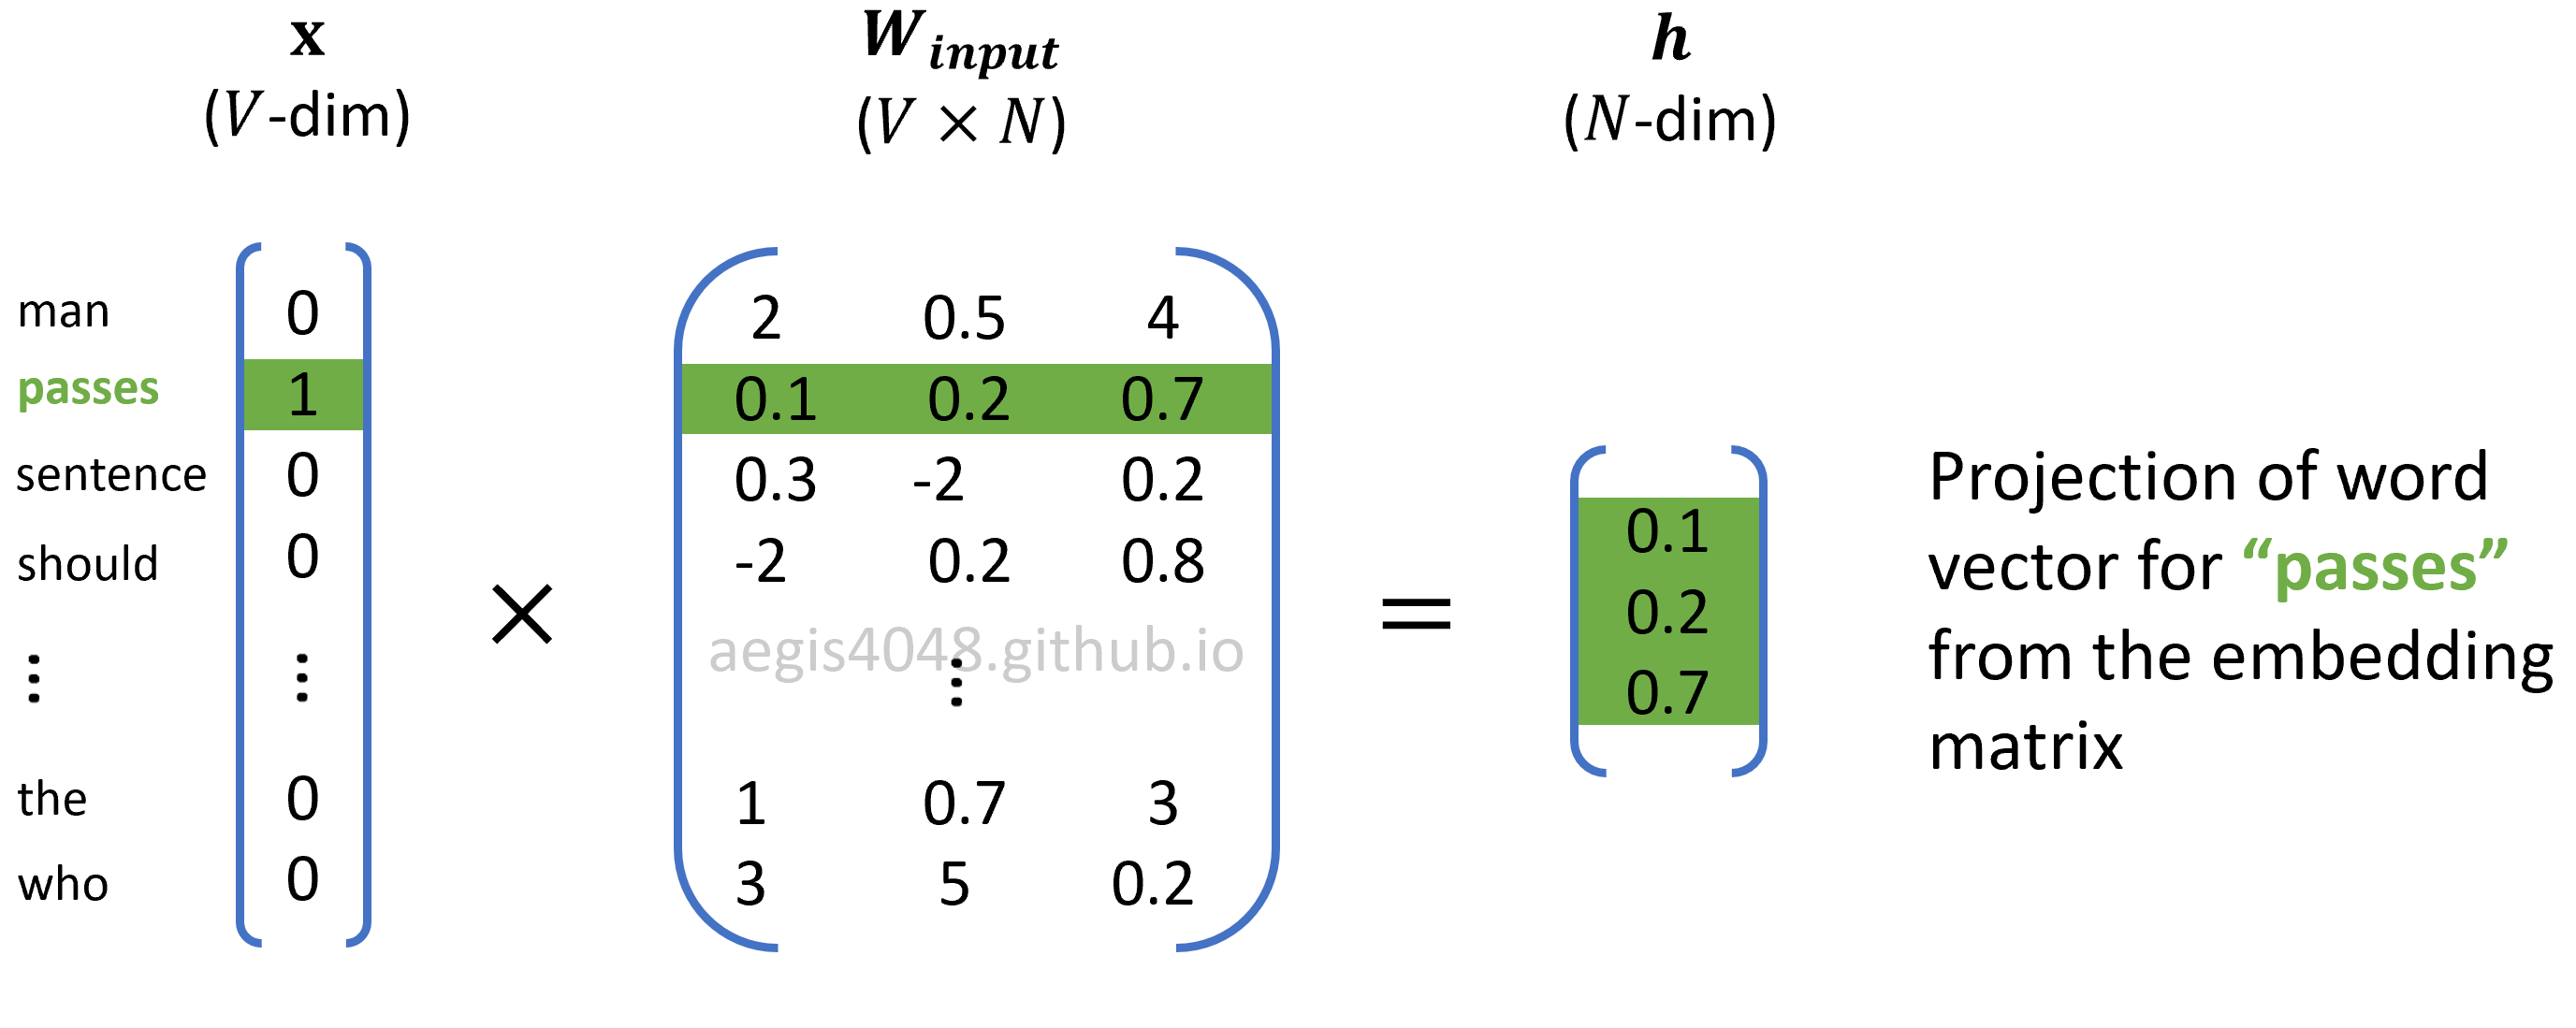 x
(V-dim)
W input
(V × N)
h
(N-dim)
man 0
passes 1
sentence 0
should 0
⋮ ⋮
the 0
who 0
×
2 0.5 4
0.1 0.2 0.7
0.3 -2 0.2
-2 0.2 0.8
aegis4048.github.io
⋮
1 0.7 3
3 5 0.2
=
0.1
0.2
0.7
Projection of word
vector for “passes”
from the embedding
matrix